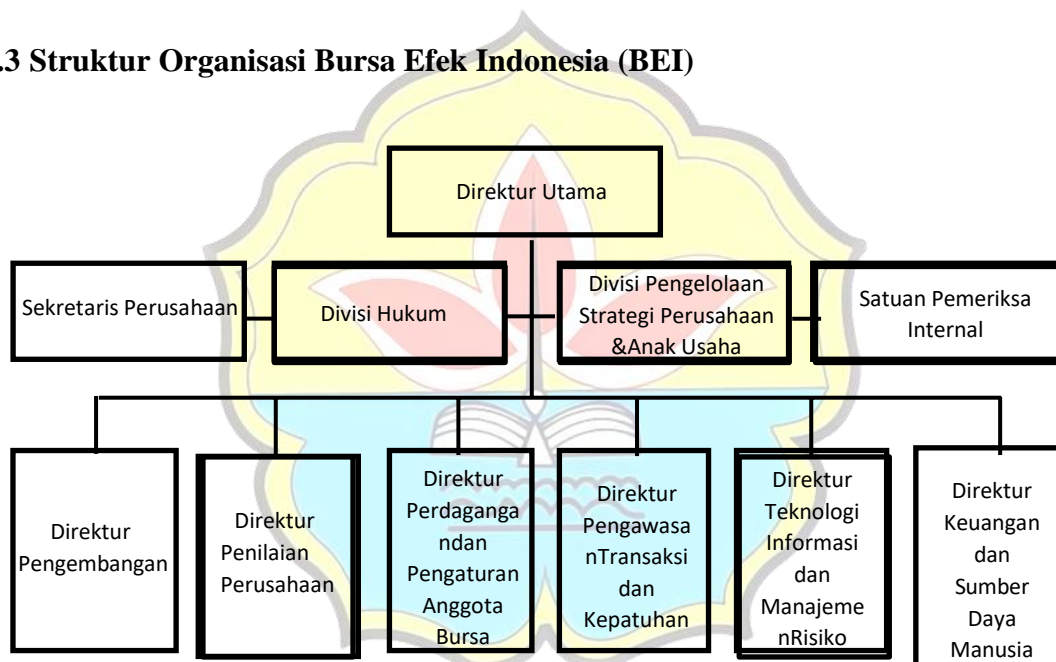 .3 Struktur Organisasi Bursa Efek Indonesia (BEI)
Direktur Utama
Sekretaris Perusahaan
Divisi Hukum
Divisi Pengelolaan
Strategi Perusahaan
&Anak Usaha
Satuan Pemeriksa
Internal
Direktur
Pengembangan
Direktur
Penilaian
Perusahaan
Direktur
Perdaganga
ndan
Pengaturan
Anggota
Bursa
Direktur
Pengawasa
nTransaksi
dan
Kepatuhan
Direktur
Teknologi
Informasi
dan
Manajeme
nRisiko
Direktur
Keuangan
dan
Sumber
Daya
Manusia